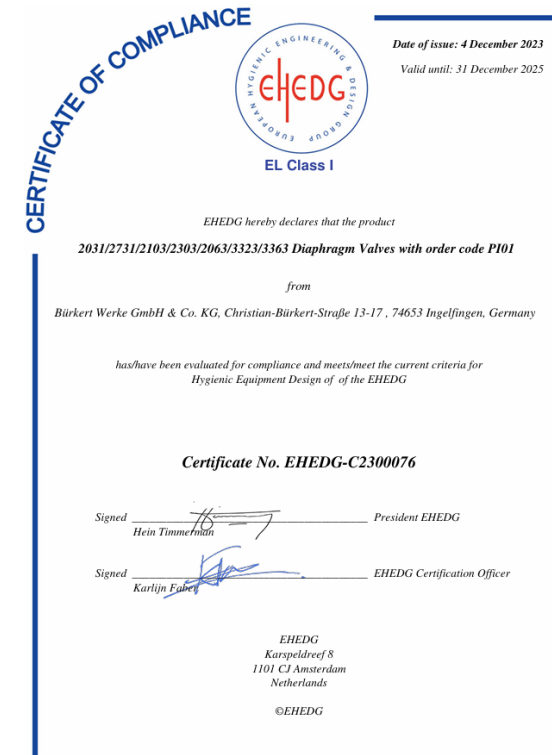 CERTIFICATE OF COMPLIANCE
EUROPEAN HYGIENIC ENGINEERING & DESIGN GROUP
EHEDG
EL Class I
Date of issue: 4 December 2023
Valid until: 31 December 2025
EHEDG hereby declares that the product
2031/2731/2103/2303/2063/3323/3363 Diaphragm Valves with order code PI01
from
Bürkert Werke GmbH & Co. KG, Christian-Bürkert-Straße 13-17 , 74653 Ingelfingen, Germany
has/have been evaluated for compliance and meets/meet the current criteria for
Hygienic Equipment Design of of the EHEDG
Certificate No. EHEDG-C2300076
Signed President EHEDG
Hein Timmerman
Signed EHEDG Certification Officer
Karlijn Faber
EHEDG
Karspeldreef 8
1101 CJ Amsterdam
Netherlands
©EHEDG